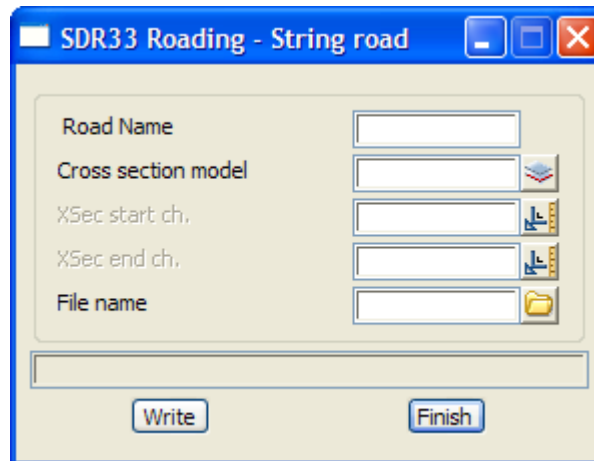 SDR33 Roading - String road
Road Name
Cross section model
XSec start ch.
XSec end ch.
File name
Write Finish